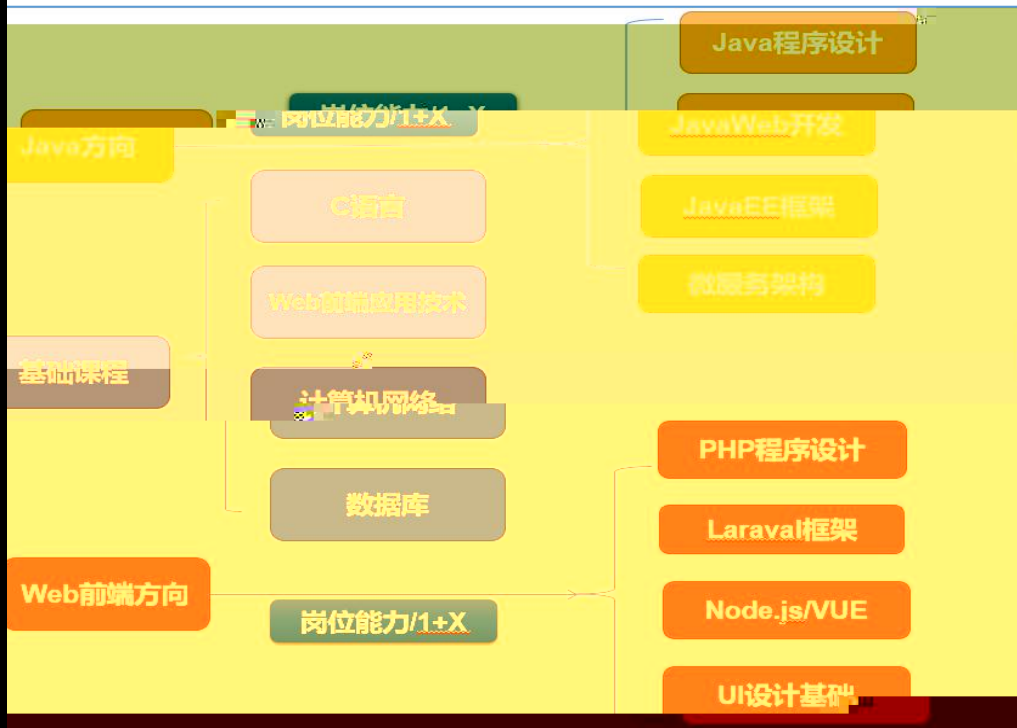 Java程序设计
岗位能力/1+X
JavaWeb开发
Java方向
C语言
JavaEE框架
Web前端应用技术
微服务架构
基础课程
计算机网络
PHP程序设计
数据库
Laraval框架
Web前端方向
岗位能力/1+X
Node.js/VUE
UI设计基础